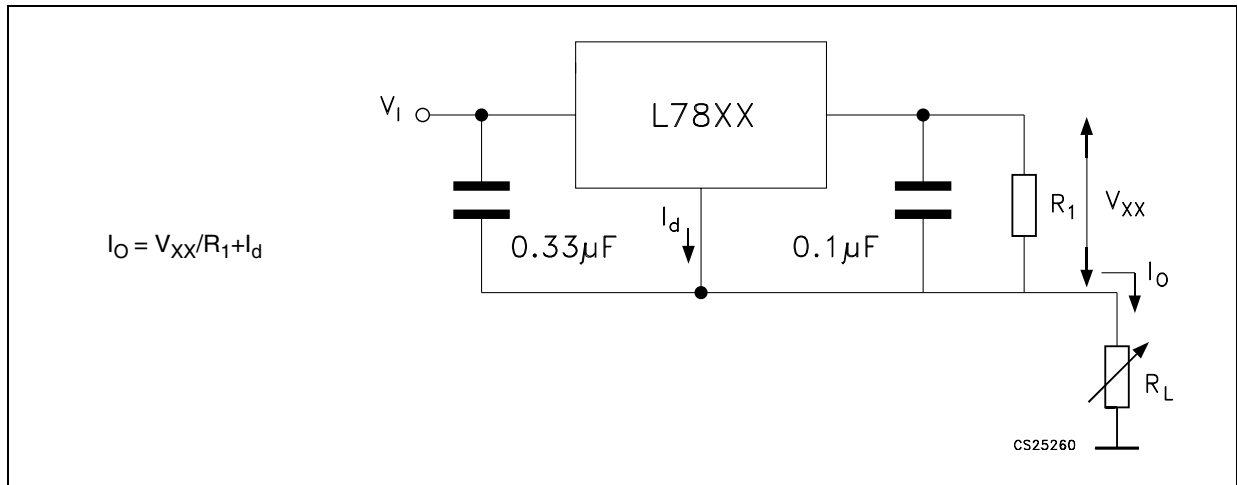 L78XX
V_I
I_d
R_1
V_XX
0.33µF
0.1µF
I_O = V_XX/R_1+I_d
I_O
R_L
CS25260